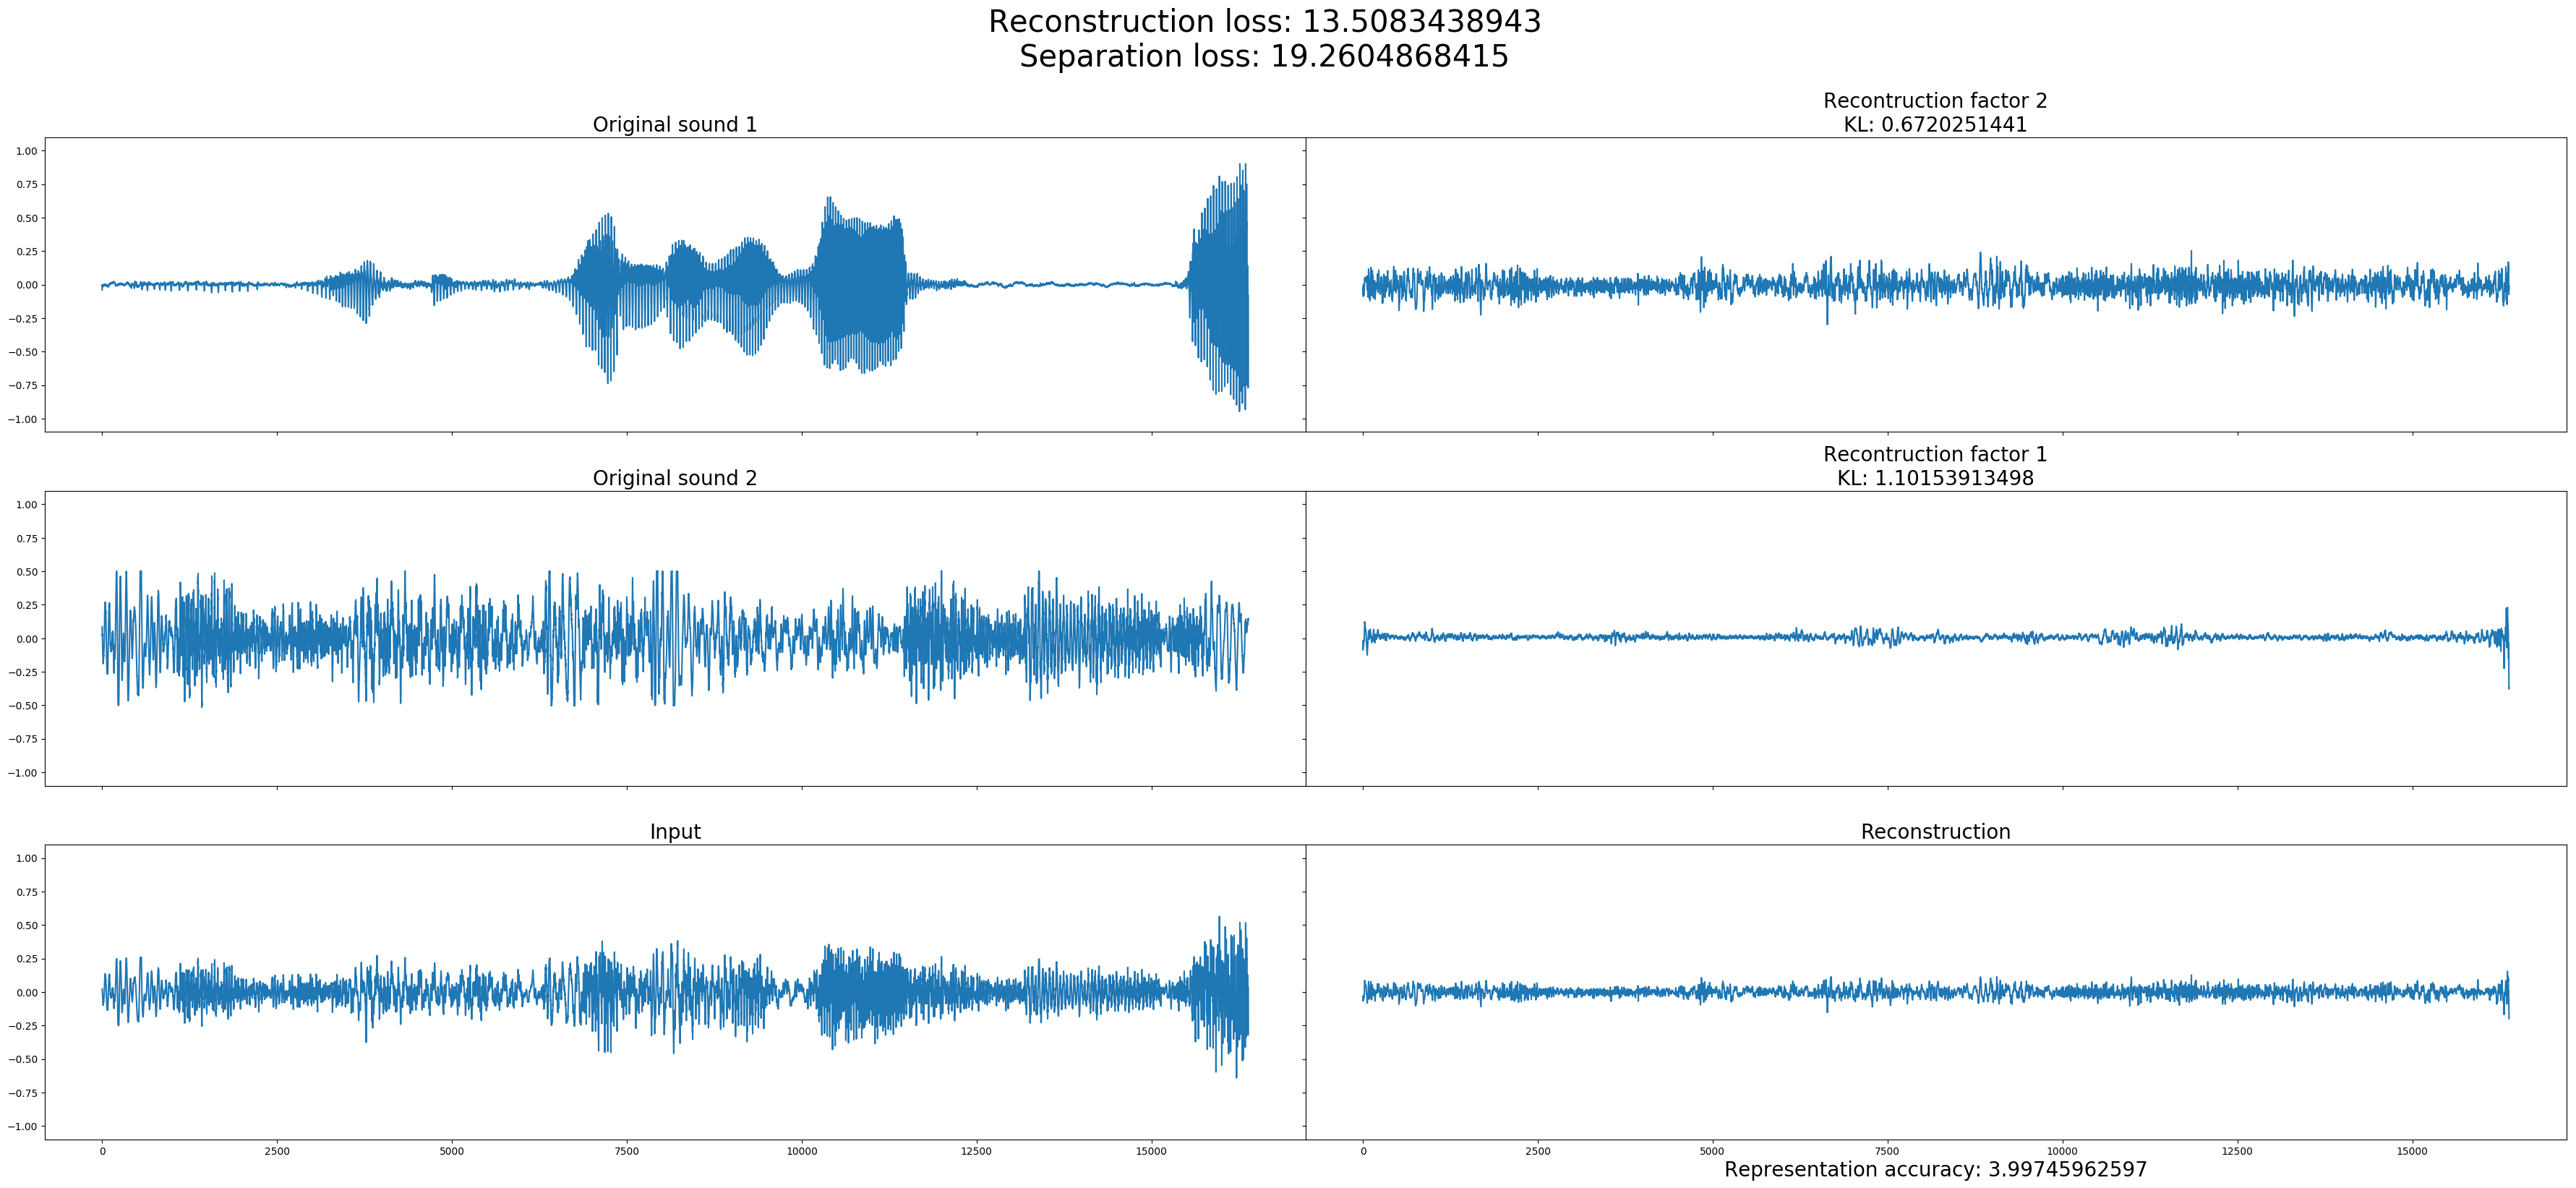 Reconstruction loss: 13.5083438943
Separation loss: 19.2604868415
Original sound 1
Recontruction factor 2
KL: 0.6720251441
1.00
0.75
0.50
0.25
0.00
−0.25
−0.50
−0.75
−1.00
Original sound 2
Recontruction factor 1
KL: 1.10153913498
1.00
0.75
0.50
0.25
0.00
−0.25
−0.50
−0.75
−1.00
Input
Reconstruction
1.00
0.75
0.50
0.25
0.00
−0.25
−0.50
−0.75
−1.00
0 2500 5000 7500 10000 12500 15000
0 2500 5000 7500 10000 12500 15000
Representation accuracy: 3.99745962597